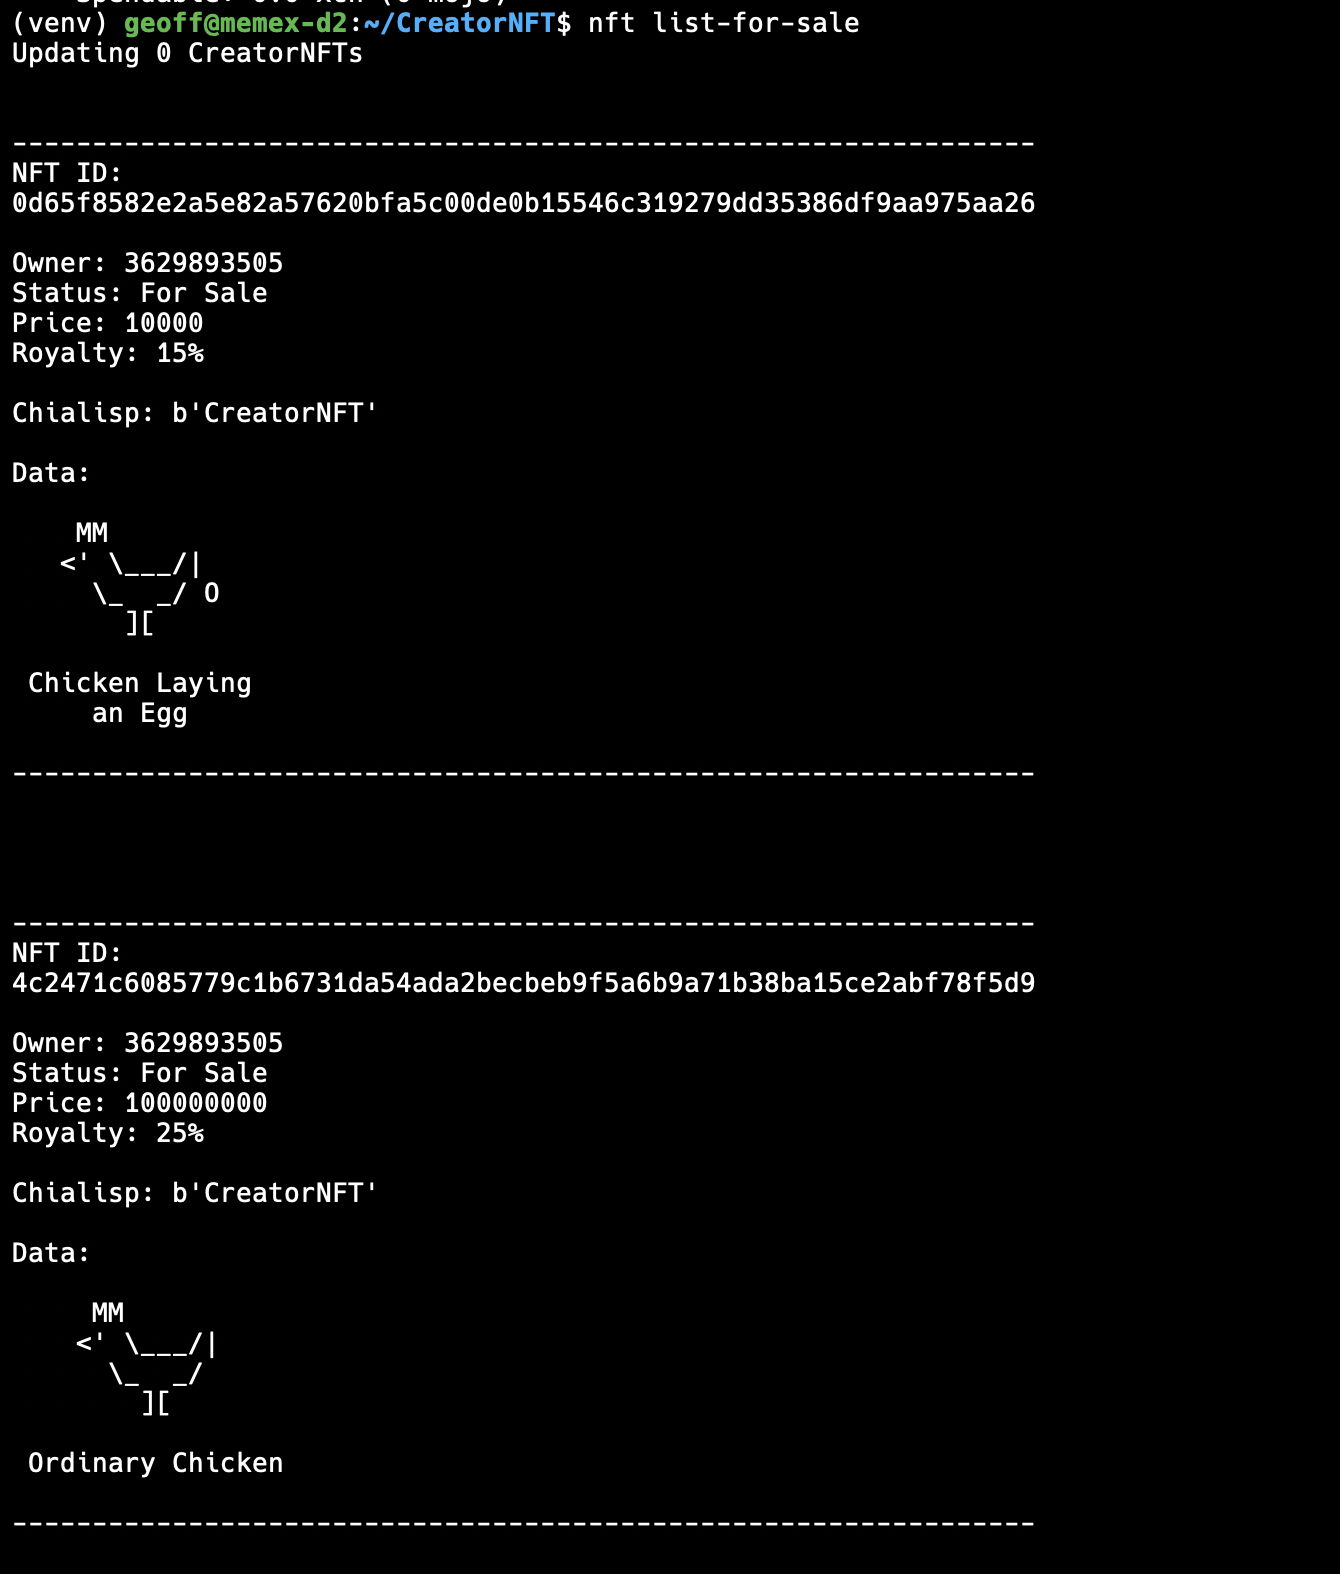 (venv) geoff@memex-d2:~/CreatorNFT$ nft list-for-sale
Updating 0 CreatorNFTs
----------------------------------------------------------------
NFT ID:
0d65f8582e2a5e82a57620bfa5c00de0b15546c319279dd35386df9aa975aa26
Owner: 3629893505
Status: For Sale
Price: 10000
Royalty: 15%
Chialisp: b'CreatorNFT'
Data:
    MM
   <' \___/|
     \_  _/ O
       ][
 Chicken Laying
     an Egg
----------------------------------------------------------------
----------------------------------------------------------------
NFT ID:
4c2471c6085779c1b6731da54ada2becbeb9f5a6b9a71b38ba15ce2abf78f5d9
Owner: 3629893505
Status: For Sale
Price: 100000000
Royalty: 25%
Chialisp: b'CreatorNFT'
Data:
     MM
    <' \___/|
      \_  _/
        ][
 Ordinary Chicken
----------------------------------------------------------------